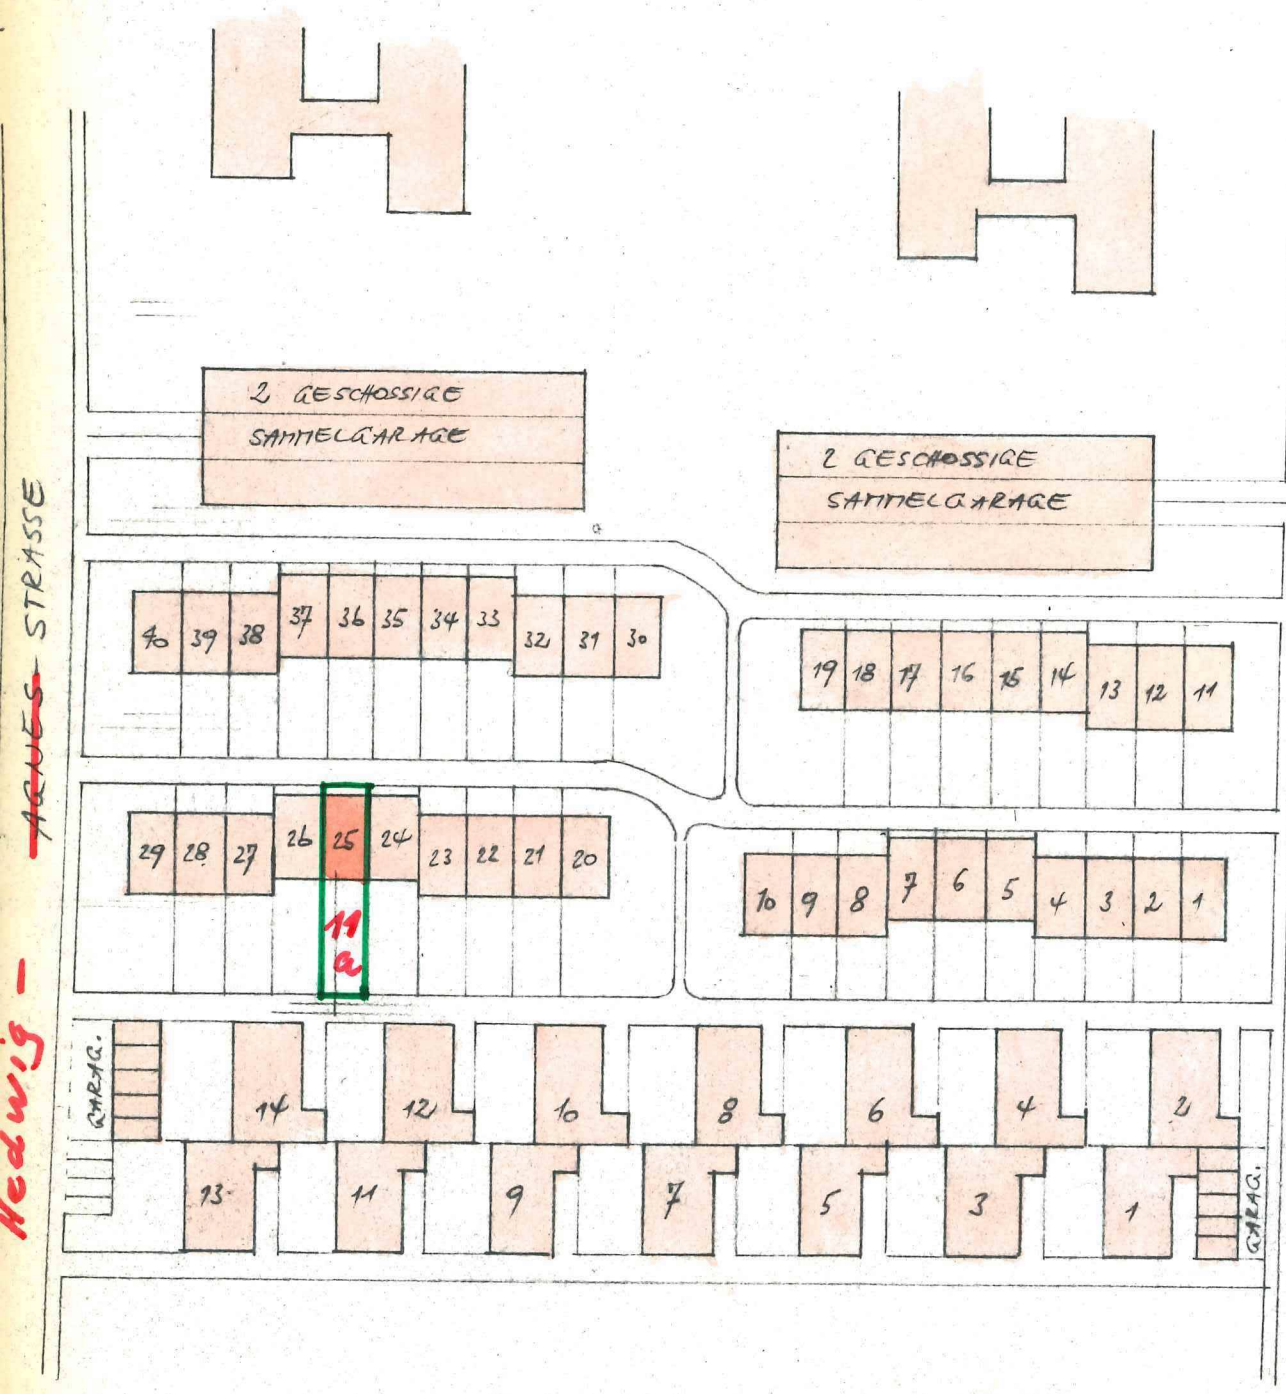 2 GESCHOSSIGE
SAMMELGARAGE
2 GESCHOSSIGE
SAMMELGARAGE
Hedwig - AGNES-STRASSE
40 39 38 37 36 35 34 33 32 31 30
19 18 17 16 15 14 13 12 11
29 28 27 26 25 24 23 22 21 20
11
a
10 9 8 7 6 5 4 3 2 1
GARAG.
14 12 10 8 6 4 2
13 11 9 7 5 3 1
GARAG.